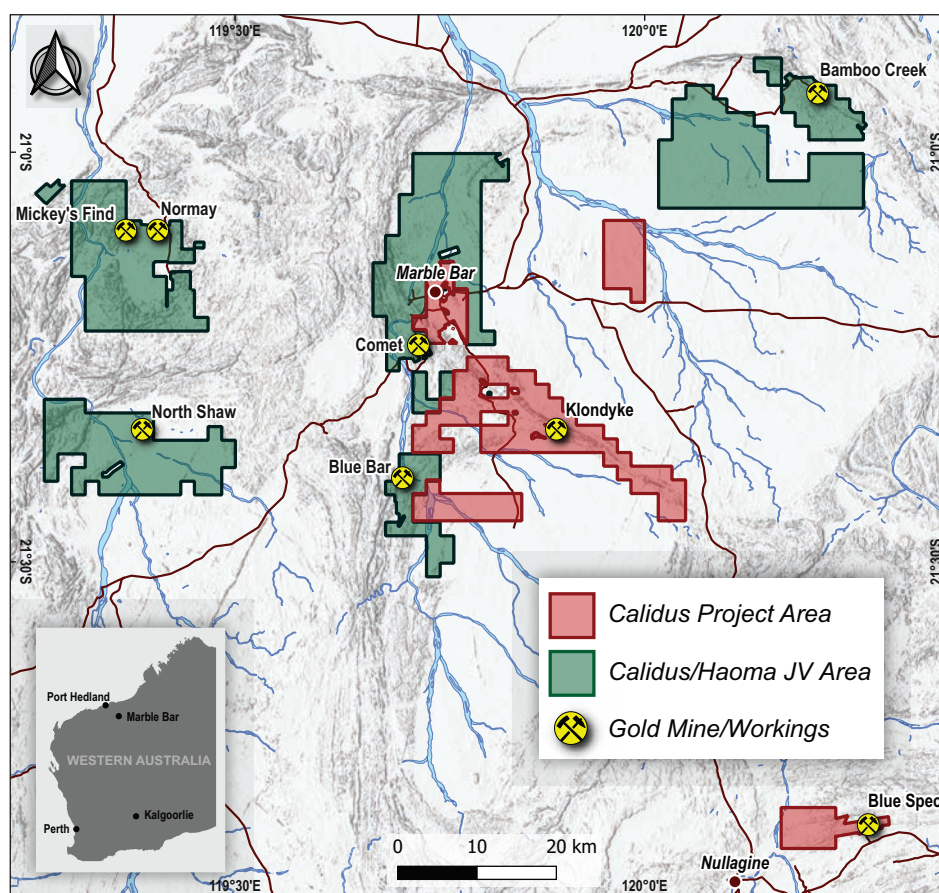 119°30'E
120°0'E
Bamboo Creek
21°0'S
21°0'S
Mickey's Find
Normay
Marble Bar
Comet
North Shaw
Klondyke
Blue Bar
21°30'S
21°30'S
Calidus Project Area
Calidus/Haoma JV Area
Gold Mine/Workings
Port Hedland
Marble Bar
WESTERN AUSTRALIA
Kalgoorlie
Perth
Blue Spec
0
10
20 km
Nullagine
119°30'E
120°0'E